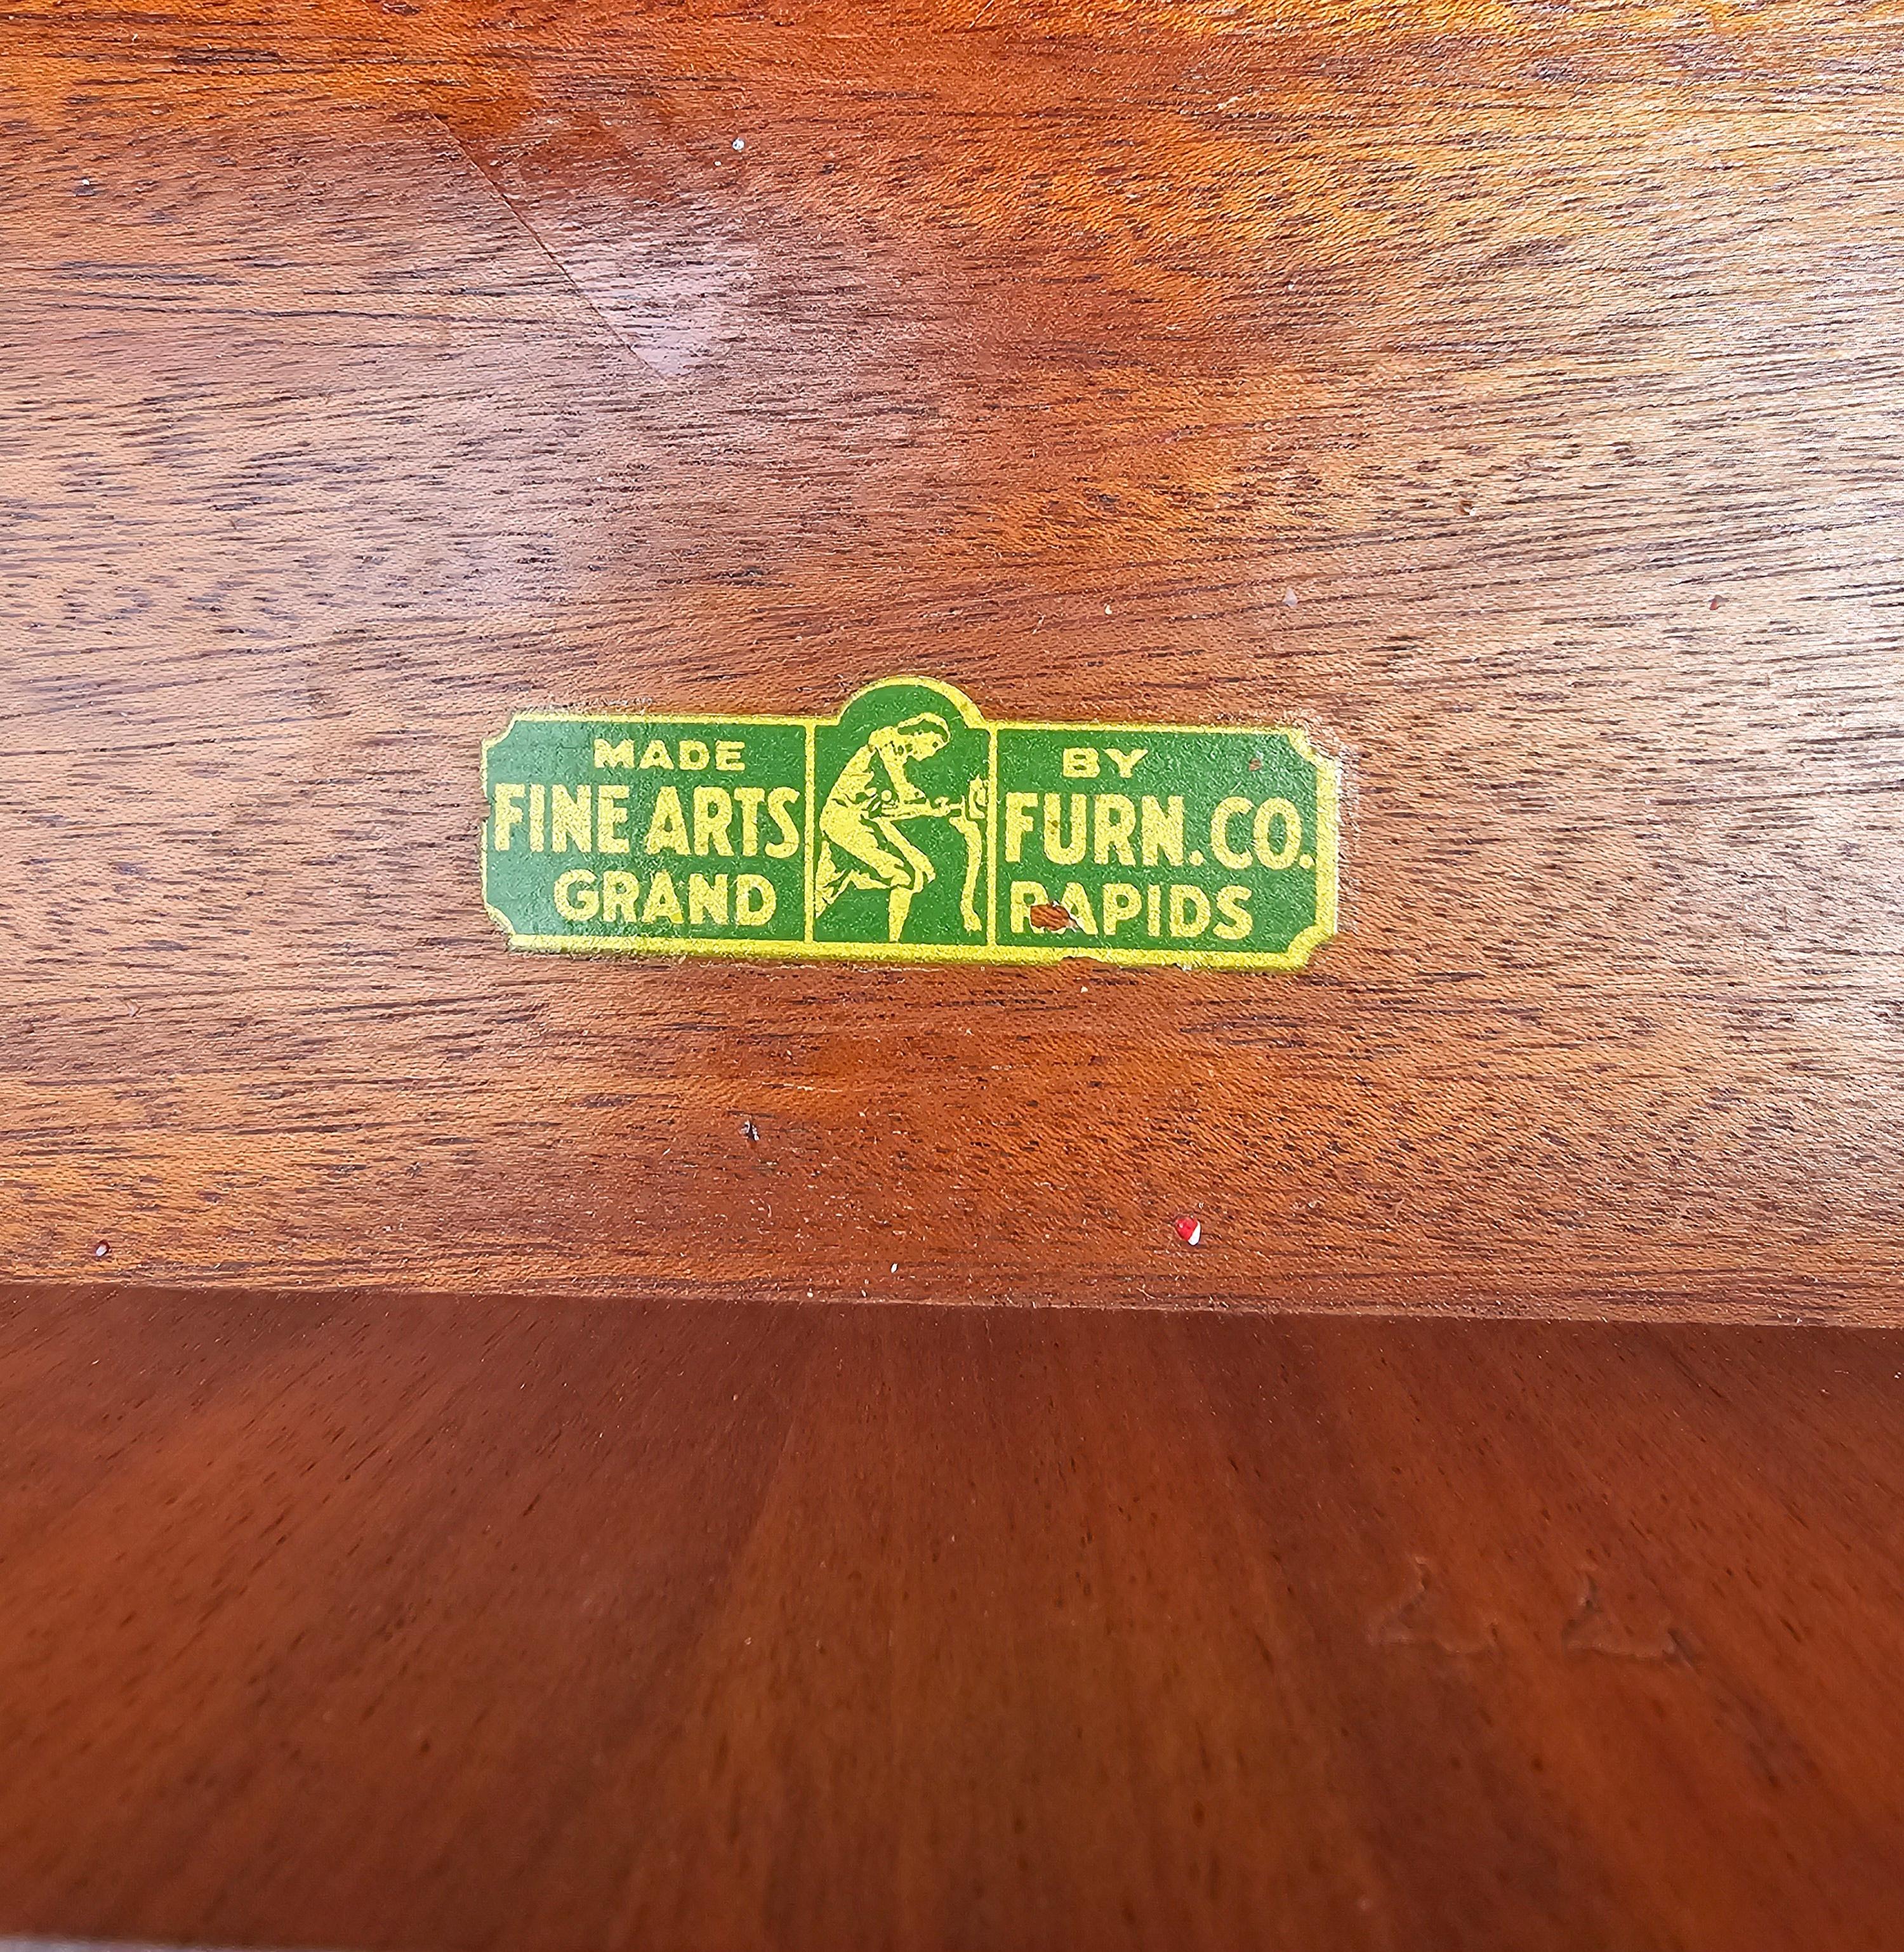 MADE BY
FINE ARTS FURN. CO.
GRAND RAPIDS